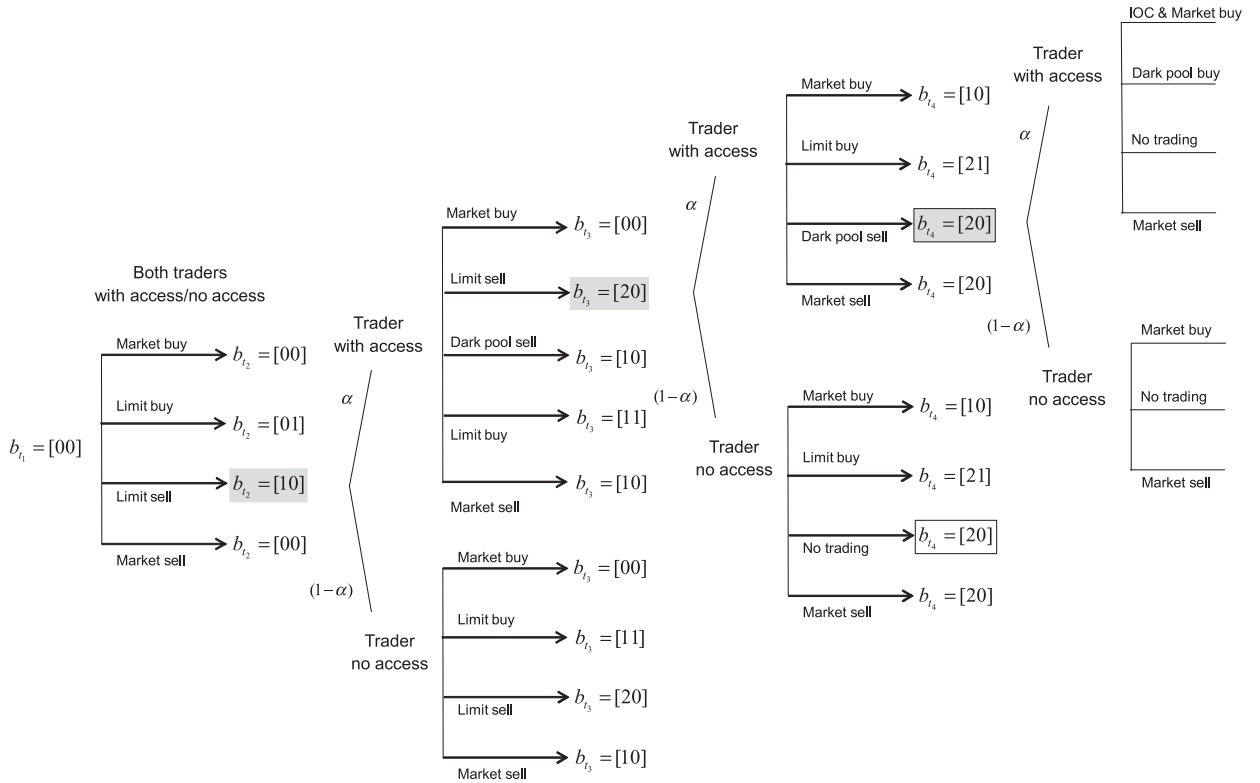 b_{t_1} = [00]
Both traders
with access/no access
Market buy
b_{t_2} = [00]
Limit buy
b_{t_2} = [01]
Limit sell
b_{t_2} = [10]
Market sell
b_{t_2} = [00]
Trader
with access
α
(1-α)
Trader
no access
Market buy
b_{t_3} = [00]
Limit sell
b_{t_3} = [20]
Dark pool sell
b_{t_3} = [10]
Limit buy
b_{t_3} = [11]
Market sell
b_{t_3} = [10]
Market buy
b_{t_3} = [00]
Limit buy
b_{t_3} = [11]
Limit sell
b_{t_3} = [20]
Market sell
b_{t_3} = [10]
Trader
with access
α
(1-α)
Trader
no access
Market buy
b_{t_4} = [10]
Limit buy
b_{t_4} = [21]
Dark pool sell
b_{t_4} = [20]
Market sell
b_{t_4} = [20]
Market buy
b_{t_4} = [10]
Limit buy
b_{t_4} = [21]
No trading
b_{t_4} = [20]
Market sell
b_{t_4} = [20]
Trader
with access
α
(1-α)
Trader
no access
IOC & Market buy
Dark pool buy
No trading
Market sell
Market buy
No trading
Market sell